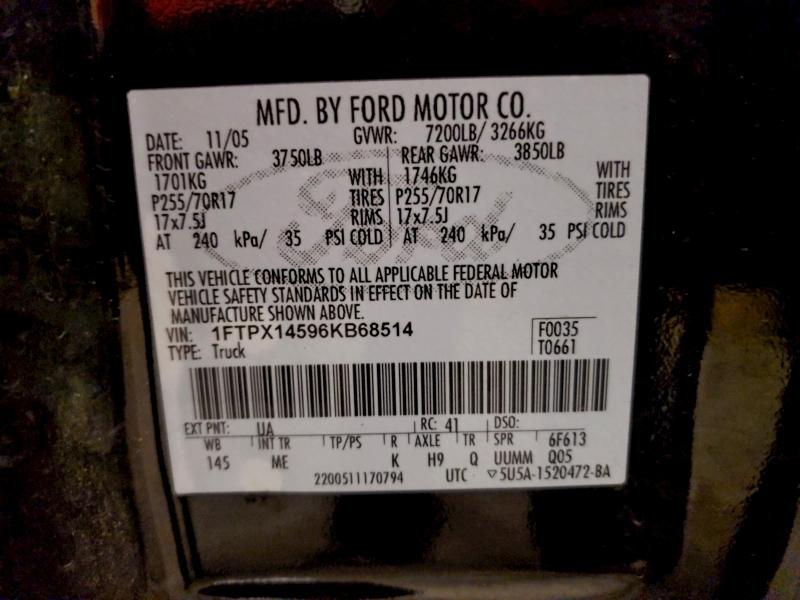 MFD. BY FORD MOTOR CO.
DATE: 11/05 GVWR: 7200LB/ 3266KG
FRONT GAWR: 3750LB REAR GAWR: 3850LB
1701KG WITH 1746KG WITH
P255/70R17 TIRES P255/70R17 TIRES
17x7.5J RIMS 17x7.5J RIMS
AT 240 kPa/ 35 PSI COLD AT 240 kPa/ 35 PSI COLD
Ford
THIS VEHICLE CONFORMS TO ALL APPLICABLE FEDERAL MOTOR
VEHICLE SAFETY STANDARDS IN EFFECT ON THE DATE OF
MANUFACTURE SHOWN ABOVE.
VIN: 1FTPX14596KB68514 F0035
TYPE: Truck T0661
EXT PNT: UA RC: 41 DSO:
WB INT TR TP/PS R AXLE TR SPR 6F613
145 ME K H9 Q UUMM Q05
2200511170794 UTC ▽5U5A-1520472-BA